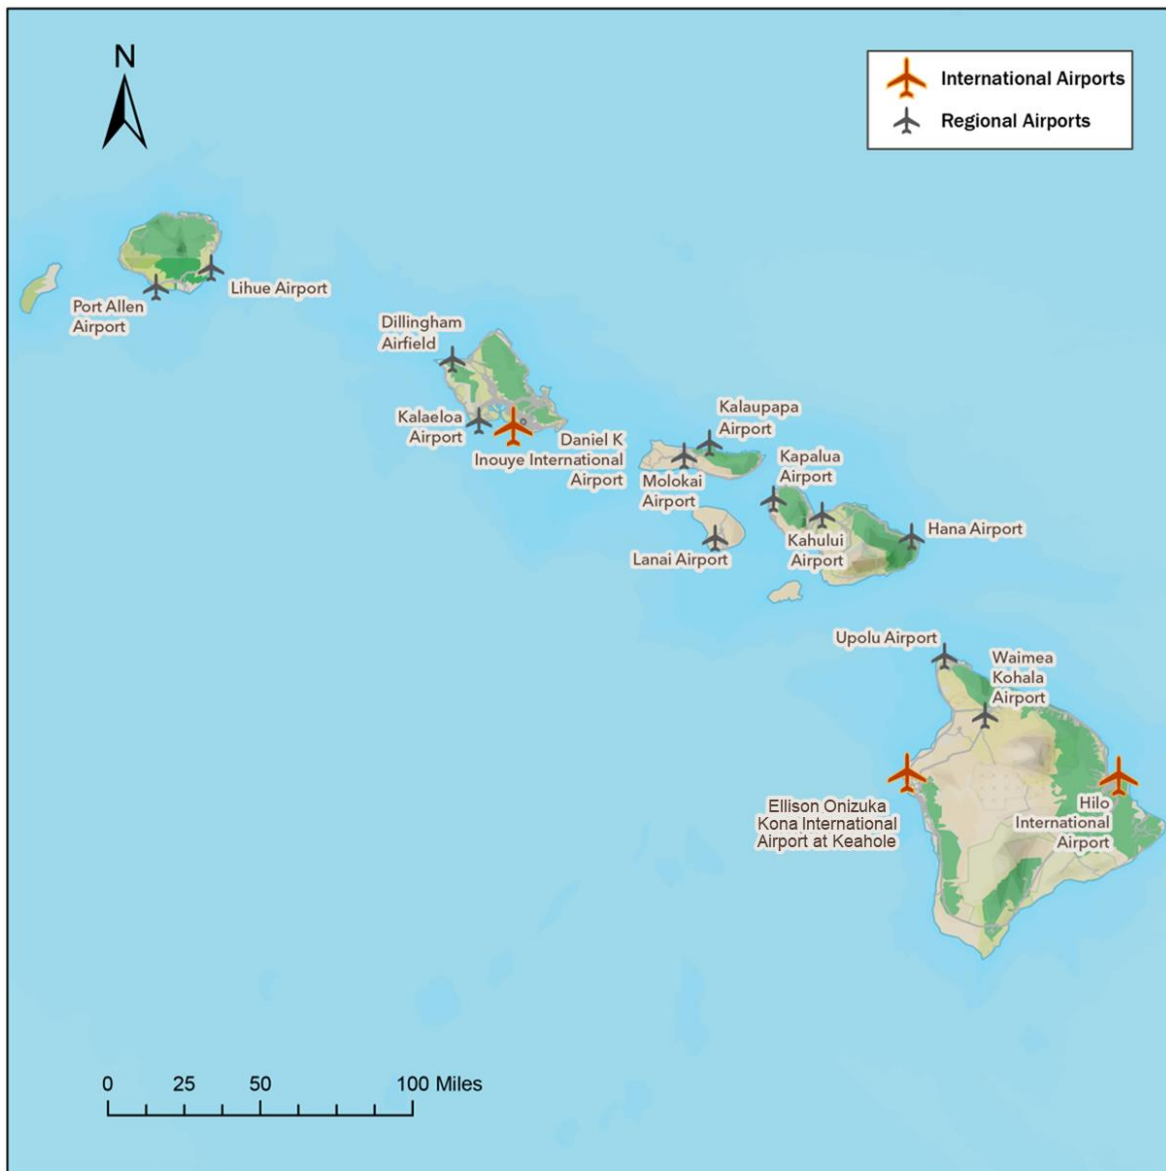 N
International Airports
Regional Airports
Lihue Airport
Port Allen
Airport
Dillingham
Airfield
Kalaeloa
Airport
Daniel K
Inouye International
Airport
Kalaupapa
Airport
Molokai
Airport
Kapalua
Airport
Lanai Airport
Kahului
Airport
Hana Airport
Upolu Airport
Waimea
Kohala
Airport
Ellison Onizuka
Kona International
Airport at Keahole
Hilo
International
Airport
0 25 50 100 Miles